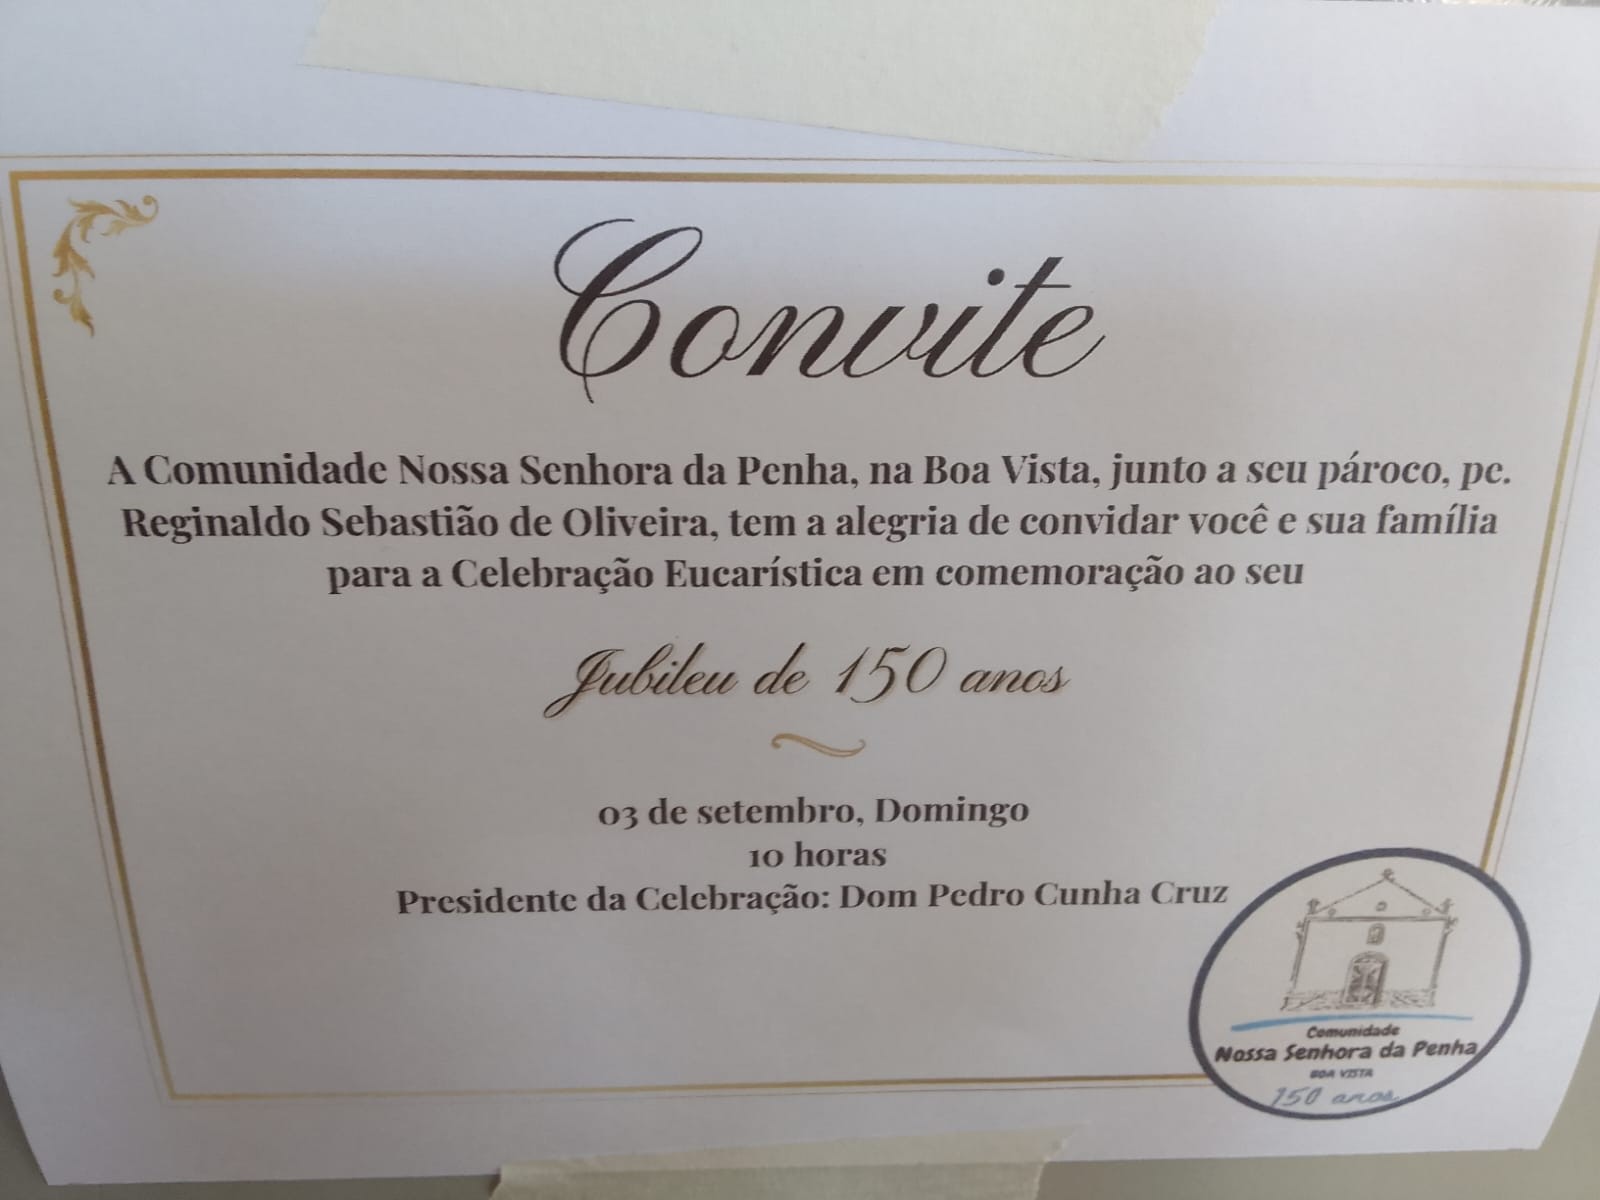 Convite
A Comunidade Nossa Senhora da Penha, na Boa Vista, junto a seu pároco, pe.
Reginaldo Sebastião de Oliveira, tem a alegria de convidar você e sua família
para a Celebração Eucarística em comemoração ao seu
Jubileu de 150 anos
03 de setembro, Domingo
10 horas
Presidente da Celebração: Dom Pedro Cunha Cruz
Comunidade
Nossa Senhora da Penha
BOA VISTA
150 anos